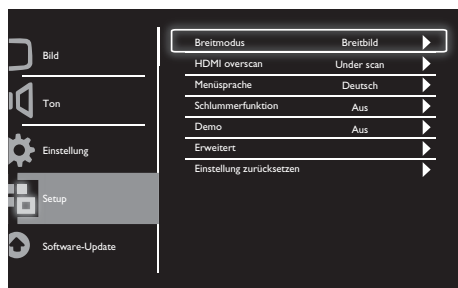 Bild
Ton
Einstellung
Setup
Software-Update
Breitmodus Breitbild
HDMI overscan Under scan
Menüsprache Deutsch
Schlummerfunktion Aus
Demo Aus
Erweitert
Einstellung zurücksetzen